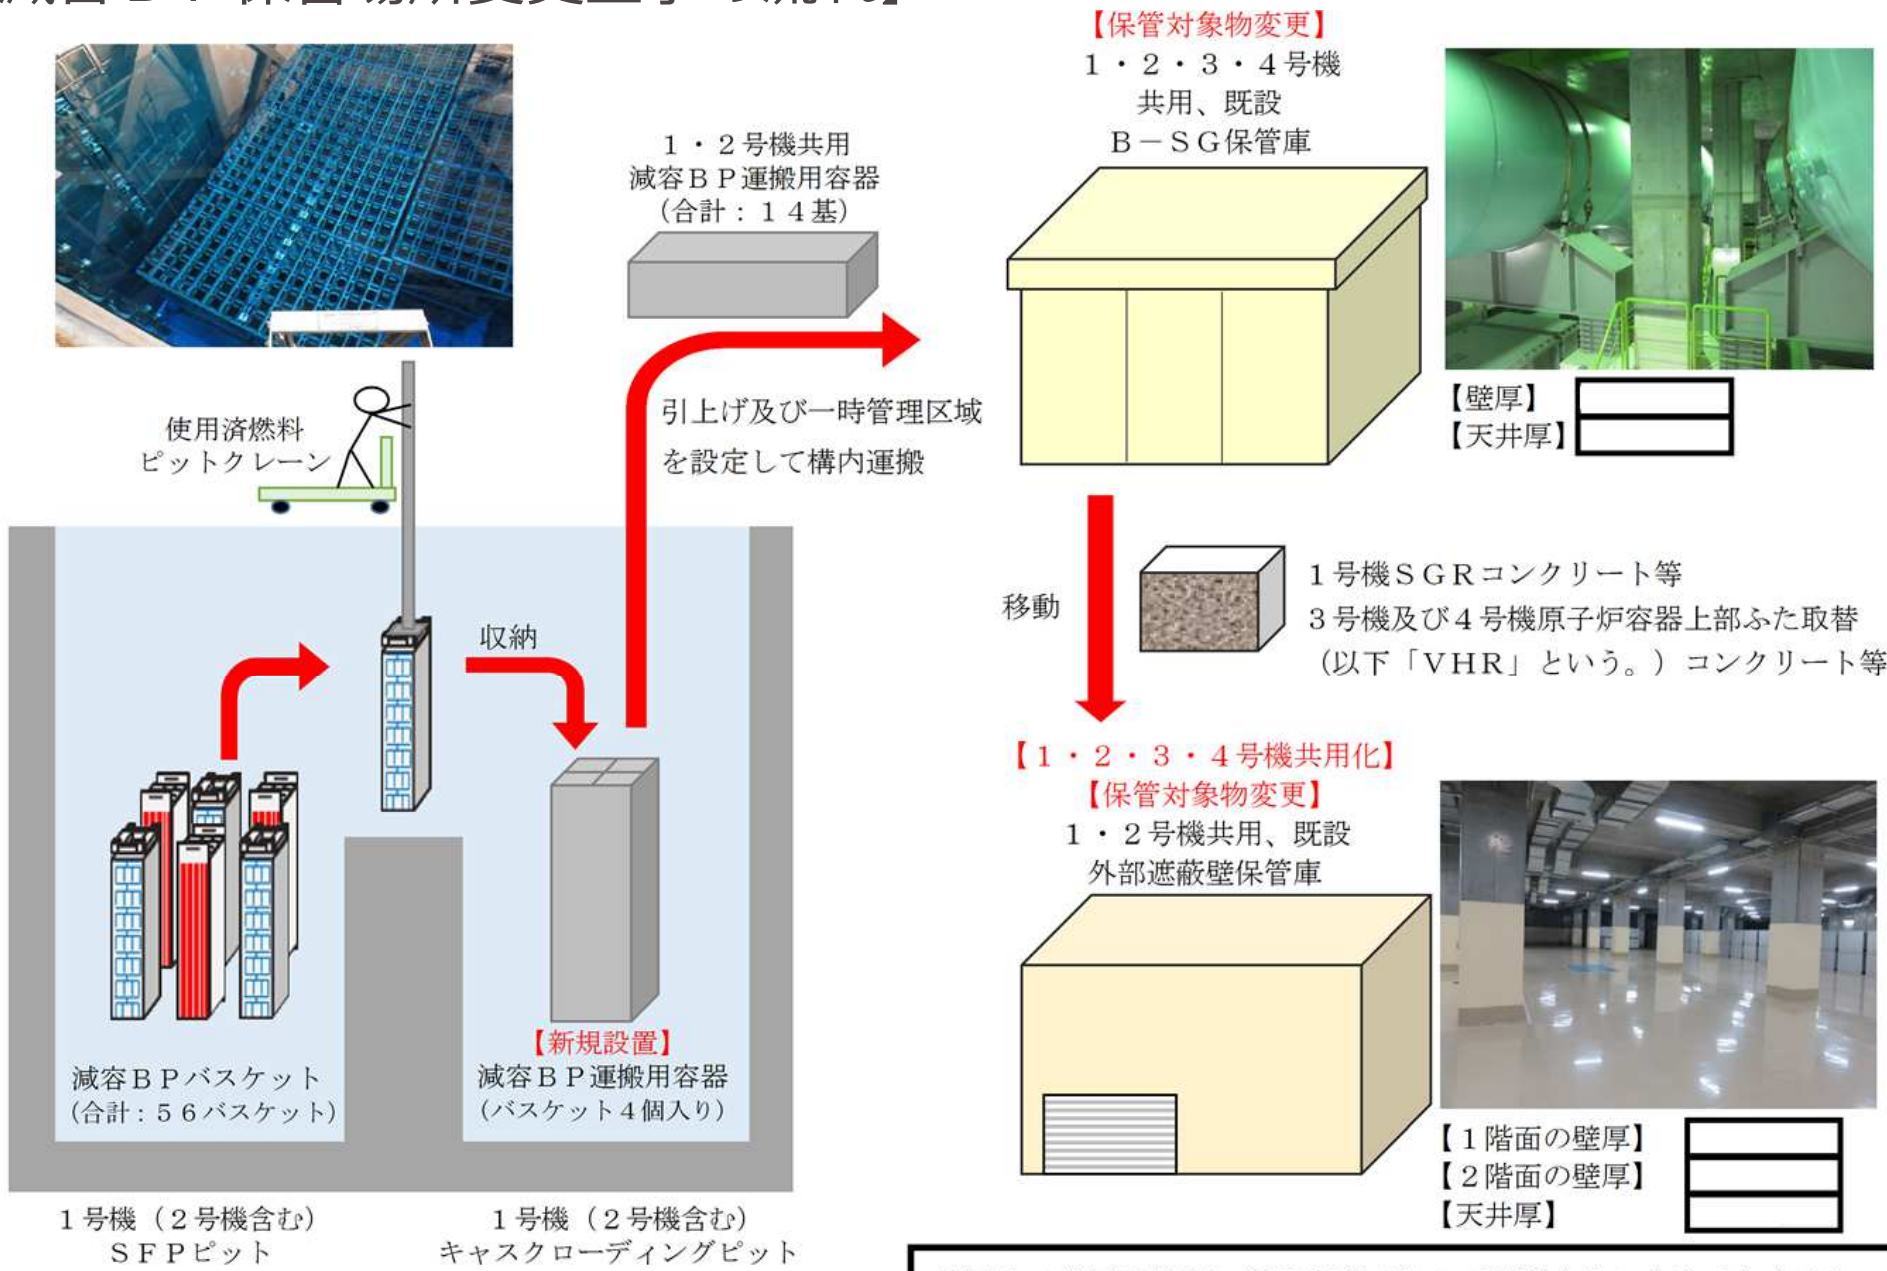 【保管対象物変更】
1・2・3・4号機
共用、既設
B－SG保管庫
1・2号機共用
減容BP運搬用容器
（合計：14基）
使用済燃料
ピットクレーン
引上げ及び一時管理区域
を設定して構内運搬
【壁厚】
【天井厚】
収納
移動
1号機SGRコンクリート等
3号機及び4号機原子炉容器上部ふた取替
（以下「VHR」という。）コンクリート等
【新規設置】
減容BPバスケット
（合計：56バスケット）
減容BP運搬用容器
（バスケット4個入り）
1号機（2号機含む）
SFPピット
1号機（2号機含む）
キャスクローディングピット
【1・2・3・4号機共用化】
【保管対象物変更】
1・2号機共用、既設
外部遮蔽壁保管庫
【1階面の壁厚】
【2階面の壁厚】
【天井厚】